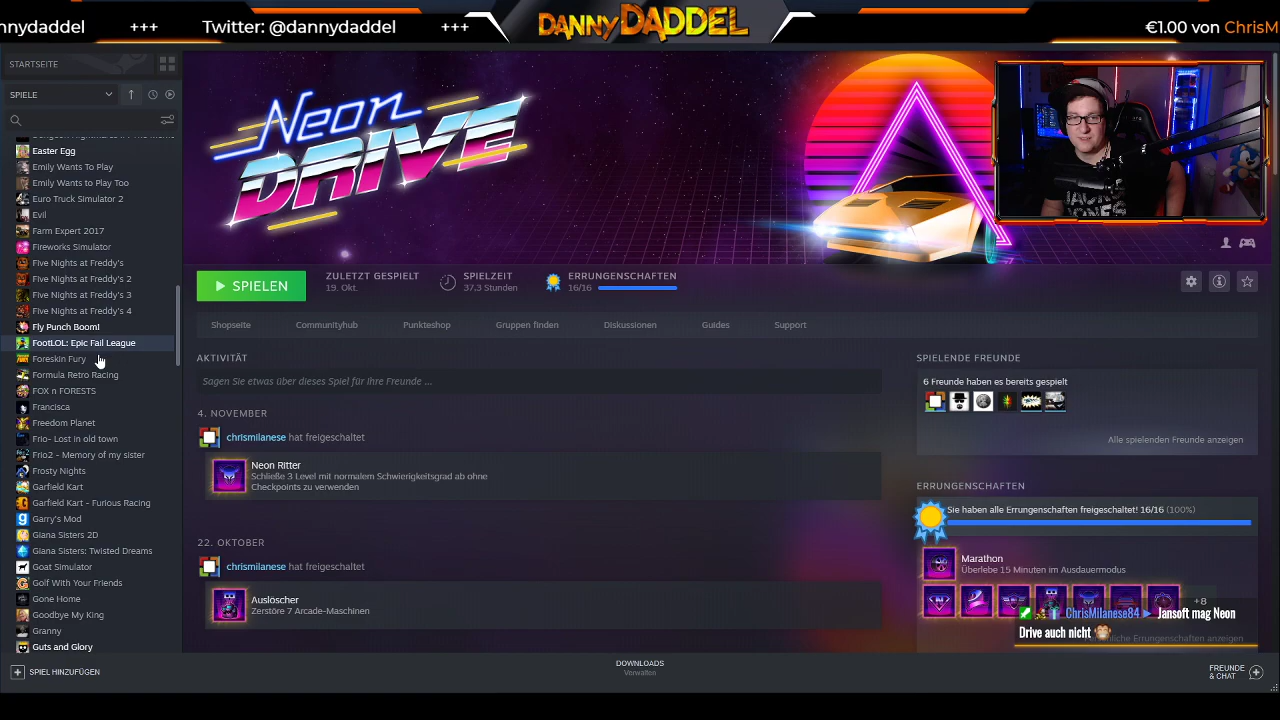 nnydaddel +++ Twitter: @dannydaddel +++
DANNY DADDEL
€1.00 von ChrisM
STARTSEITE
SPIELE
Easter Egg
Emily Wants To Play
Emily Wants to Play Too
Euro Truck Simulator 2
Evil
Farm Expert 2017
Fireworks Simulator
Five Nights at Freddy's
Five Nights at Freddy's 2
Five Nights at Freddy's 3
Five Nights at Freddy's 4
Fly Punch Boom!
FootLOL: Epic Fail League
Foreskin Fury
Formula Retro Racing
FOX n FORESTS
Francisca
Freedom Planet
Frio- Lost in old town
Frio2 - Memory of my sister
Frosty Nights
Garfield Kart
Garfield Kart - Furious Racing
Garry's Mod
Giana Sisters 2D
Giana Sisters: Twisted Dreams
Goat Simulator
Golf With Your Friends
Gone Home
Goodbye My King
Granny
Guts and Glory
SPIEL HINZUFÜGEN
Neon
DRIVE
SPIELEN
ZULETZT GESPIELT
19. Okt.
SPIELZEIT
37,3 Stunden
ERRUNGENSCHAFTEN
16/16
Shopseite
Communityhub
Punkteshop
Gruppen finden
Diskussionen
Guides
Support
AKTIVITÄT
Sagen Sie etwas über dieses Spiel für Ihre Freunde ...
4. NOVEMBER
chrismilanese hat freigeschaltet
Neon Ritter
Schließe 3 Level mit normalem Schwierigkeitsgrad ab ohne
Checkpoints zu verwenden
22. OKTOBER
chrismilanese hat freigeschaltet
Auslöscher
Zerstöre 7 Arcade-Maschinen
SPIELENDE FREUNDE
6 Freunde haben es bereits gespielt
Alle spielenden Freunde anzeigen
ERRUNGENSCHAFTEN
Sie haben alle Errungenschaften freigeschaltet! 16/16 (100%)
Marathon
Überlebe 15 Minuten im Ausdauermodus
+8
ChrisMilanese84 Jansoft mag Neon
Drive auch nicht
Errungenschaften anzeigen
DOWNLOADS
Verwalten
FREUNDE
& CHAT